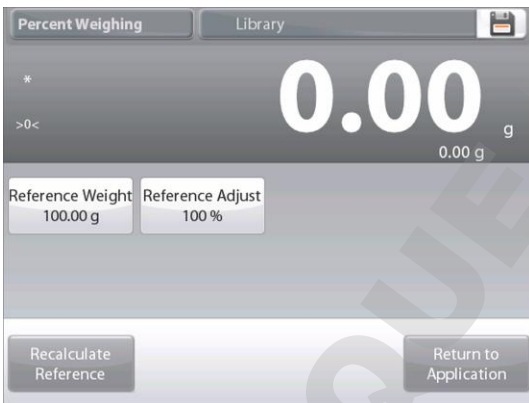 Percent Weighing
Library
*
>0<
0.00
g
0.00 g
Reference Weight
100.00 g
Reference Adjust
100 %
Recalculate
Reference
Return to
Application
QUE